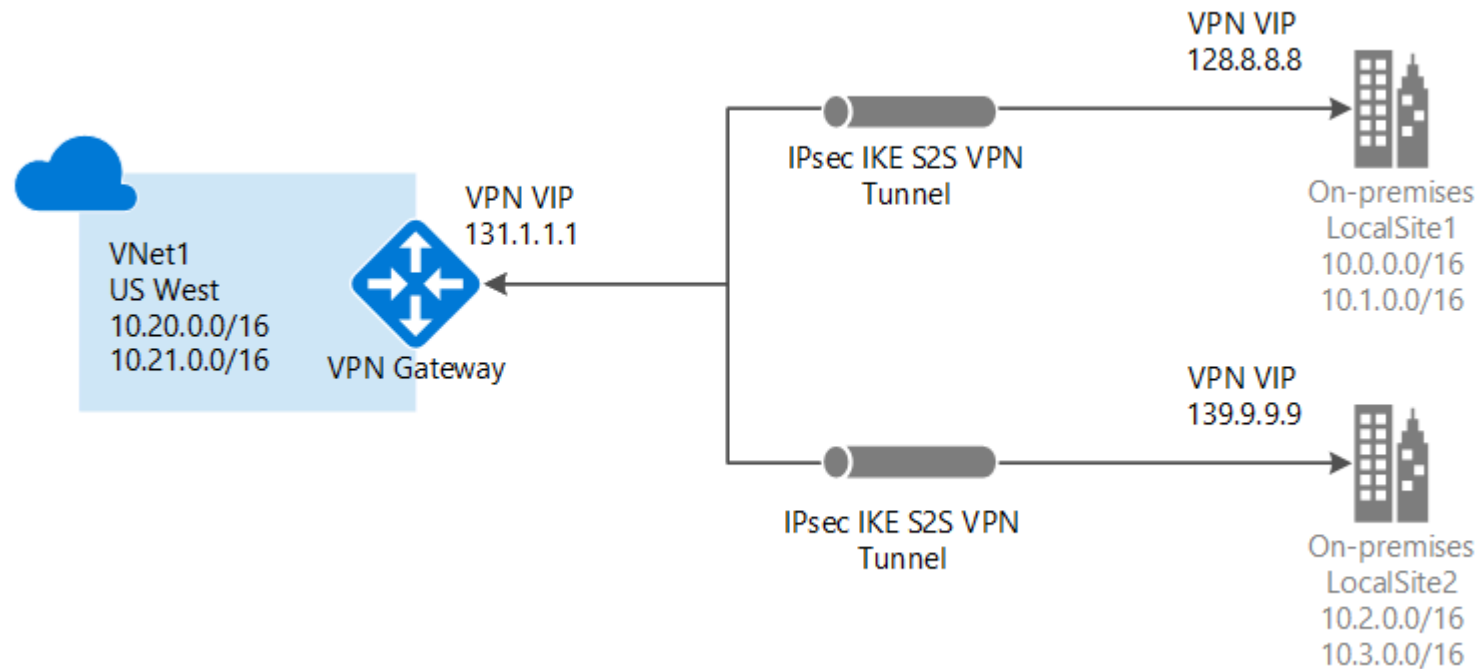 VPN VIP
128.8.8.8
IPsec IKE S2S VPN
Tunnel
On-premises
LocalSite1
10.0.0.0/16
10.1.0.0/16
VPN VIP
131.1.1.1
VNet1
US West
10.20.0.0/16
10.21.0.0/16
VPN Gateway
VPN VIP
139.9.9.9
IPsec IKE S2S VPN
Tunnel
On-premises
LocalSite2
10.2.0.0/16
10.3.0.0/16